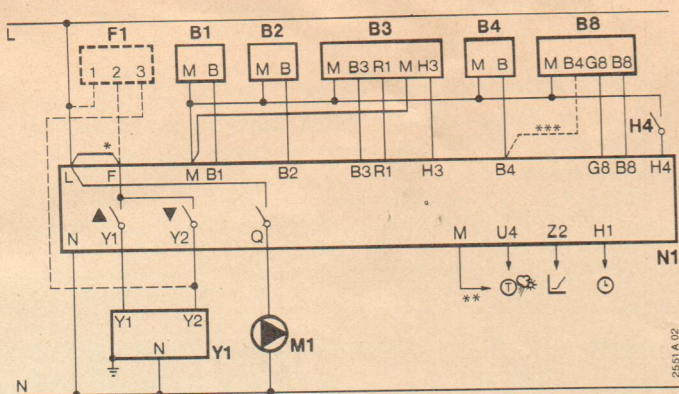 L
F1 B1 B2 B3 B4 B8
1 2 3 M B M B M B3 R1 M H3 M B M B4 G8 B8
***
H4
*
L F M B1 B2 B3 R1 H3 B4 G8 B8 H4
N Y1 Y2 Q M U4 Z2 H1
N1
** T
Y1 Y2
N Y1 M1
N
2551 A 02